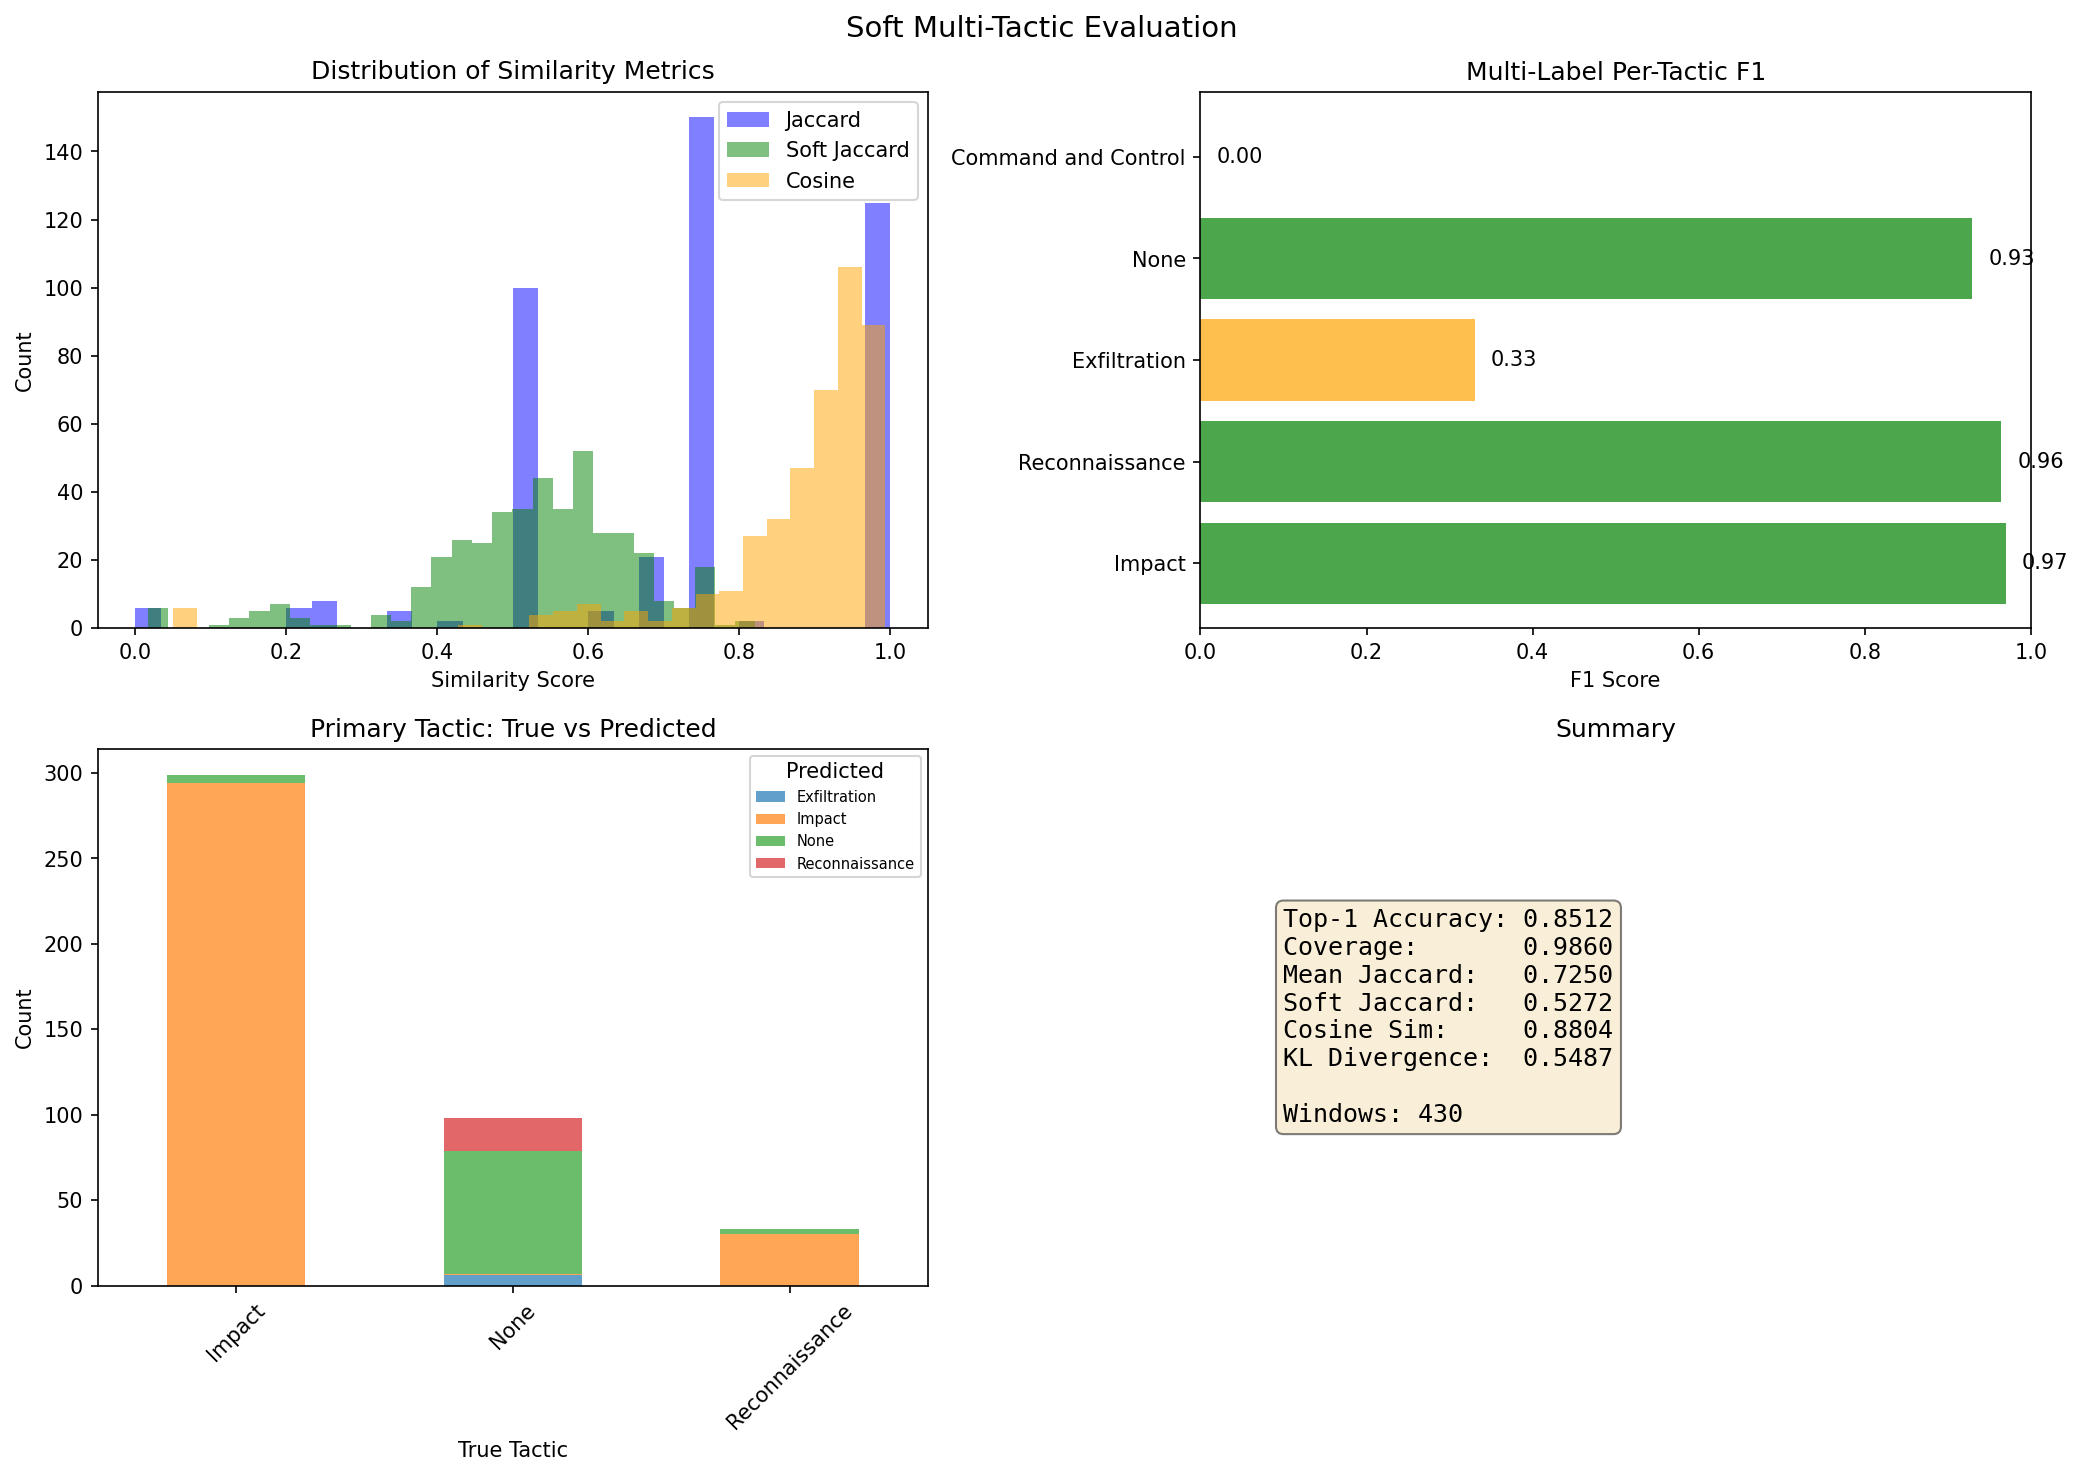 Soft Multi-Tactic Evaluation
Distribution of Similarity Metrics
Jaccard
Soft Jaccard
Cosine
140
120
100
80
60
40
20
0
Count
0.0 0.2 0.4 0.6 0.8 1.0
Similarity Score
Multi-Label Per-Tactic F1
Command and Control 0.00
None 0.93
Exfiltration 0.33
Reconnaissance 0.96
Impact 0.97
0.0 0.2 0.4 0.6 0.8 1.0
F1 Score
Primary Tactic: True vs Predicted
Predicted
Exfiltration
Impact
None
Reconnaissance
300
250
200
150
100
50
0
Count
Impact None Reconnaissance
True Tactic
Summary
Top-1 Accuracy: 0.8512
Coverage: 0.9860
Mean Jaccard: 0.7250
Soft Jaccard: 0.5272
Cosine Sim: 0.8804
KL Divergence: 0.5487
Windows: 430